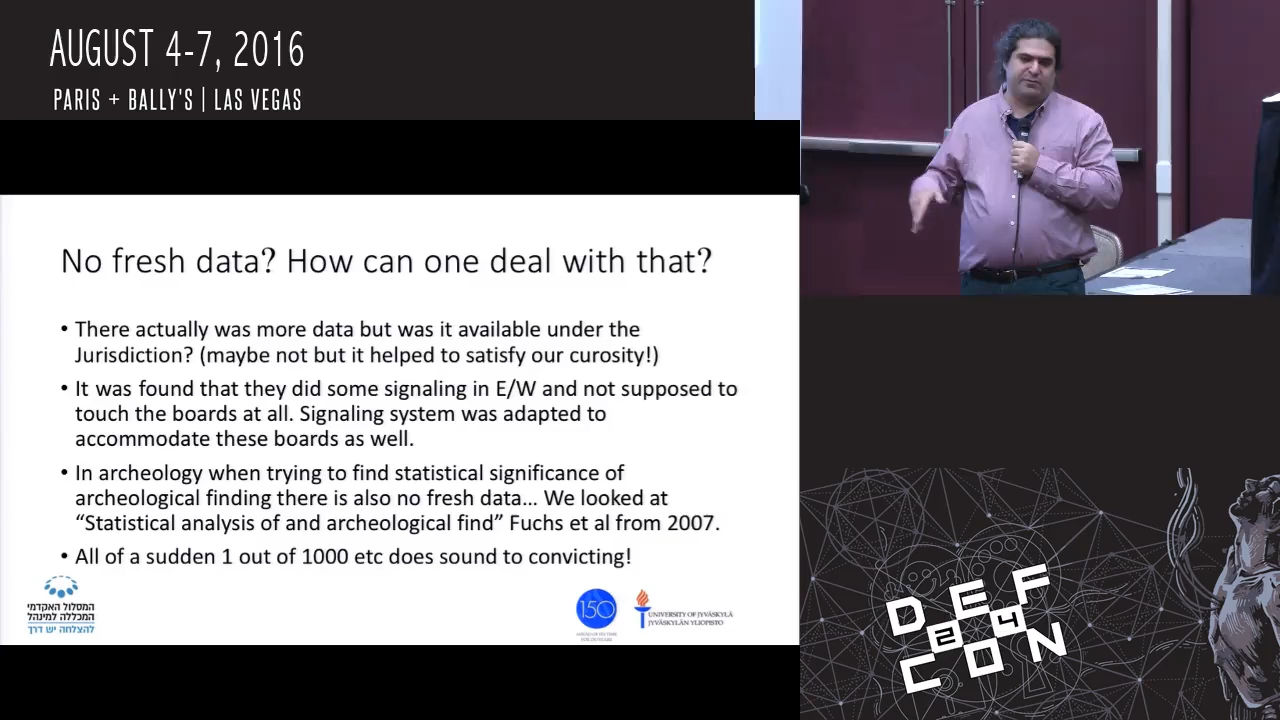 AUGUST 4-7, 2016
PARIS + BALLY'S | LAS VEGAS
No fresh data? How can one deal with that?
• There actually was more data but was it available under the
Jurisdiction? (maybe not but it helped to satisfy our curosity!)
• It was found that they did some signaling in E/W and not supposed to
touch the boards at all. Signaling system was adapted to
accommodate these boards as well.
• In archeology when trying to find statistical significance of
archeological finding there is also no fresh data… We looked at
“Statistical analysis of and archeological find” Fuchs et al from 2007.
• All of a sudden 1 out of 1000 etc does sound to convicting!
המסלול האקדמי
המכללה למינהל
להצלחה יש דרך
150
UNIVERSITY OF JYVÄSKYLÄ
JYVÄSKYLÄN YLIOPISTO
DEF
24
CON